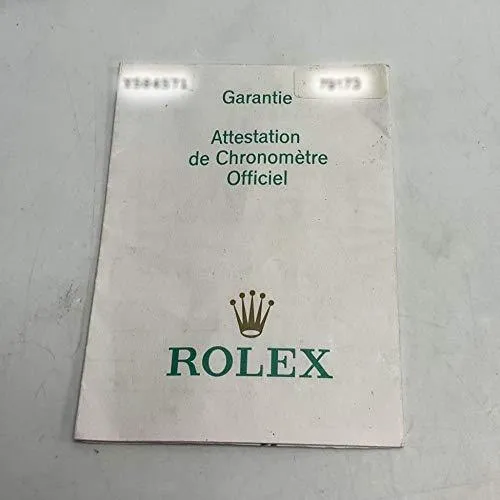 Garantie
Attestation
de Chronomètre
Officiel
ROLEX